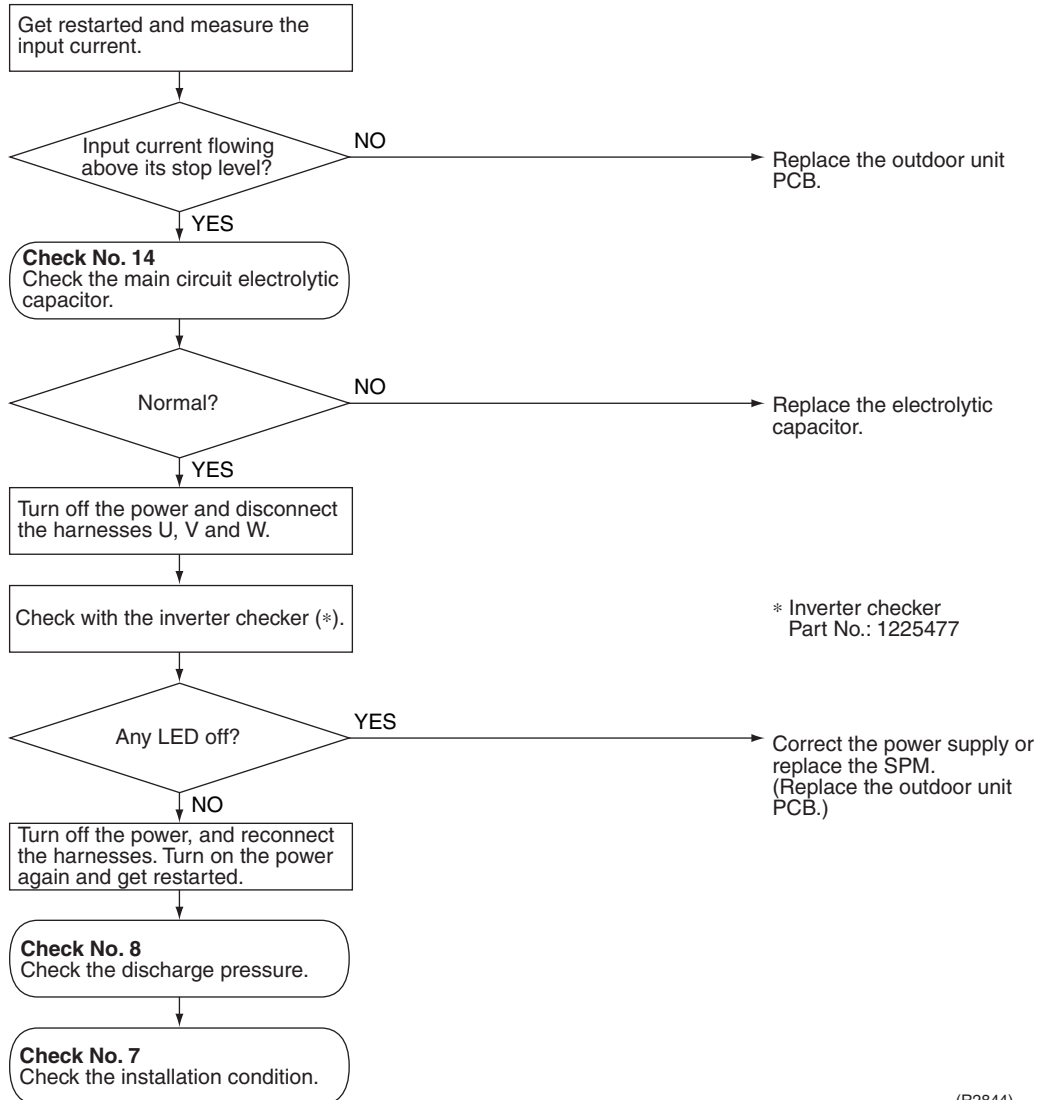 Get restarted and measure the
input current.
Input current flowing
above its stop level?
NO
Replace the outdoor unit
PCB.
YES
Check No. 14
Check the main circuit electrolytic
capacitor.
Normal?
NO
Replace the electrolytic
capacitor.
YES
Turn off the power and disconnect
the harnesses U, V and W.
Check with the inverter checker (*).
* Inverter checker
Part No.: 1225477
Any LED off?
YES
Correct the power supply or
replace the SPM.
(Replace the outdoor unit
PCB.)
NO
Turn off the power, and reconnect
the harnesses. Turn on the power
again and get restarted.
Check No. 8
Check the discharge pressure.
Check No. 7
Check the installation condition.
(R2844)